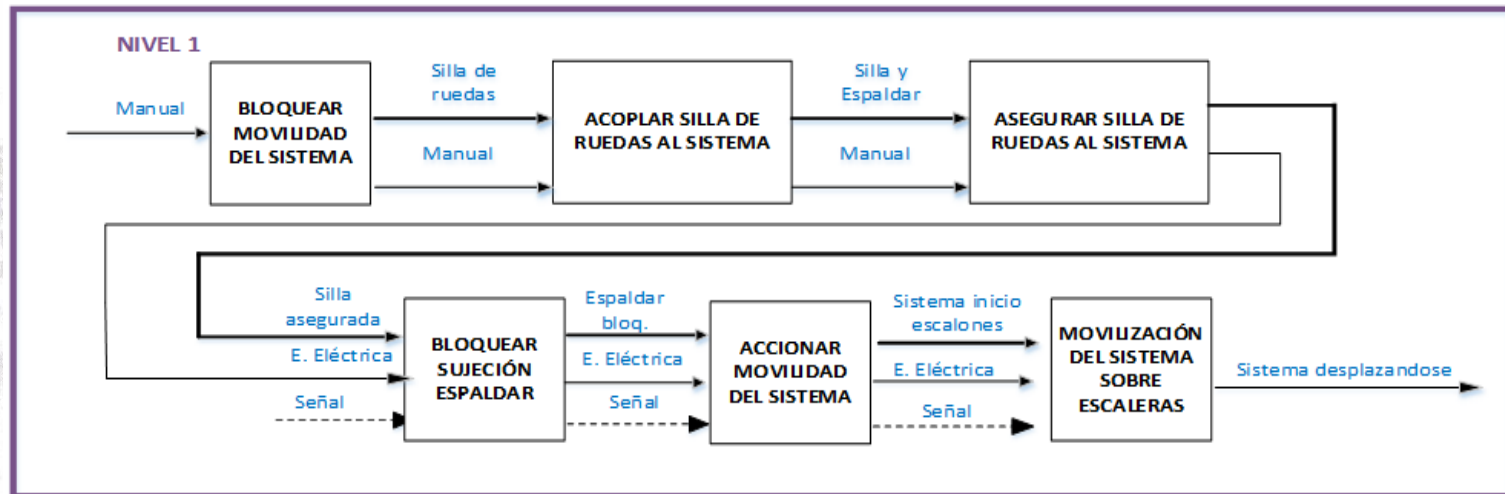 NIVEL 1
Manual
BLOQUEAR
MOVILIDAD
DEL SISTEMA
Silla de
ruedas
Manual
ACOPLAR SILLA DE
RUEDAS AL SISTEMA
Silla y
Espaldar
Manual
ASEGURAR SILLA DE
RUEDAS AL SISTEMA
Silla
asegurada
E. Eléctrica
Señal
BLOQUEAR
SUJECIÓN
ESPALDAR
Espaldar
bloq.
E. Eléctrica
Señal
ACCIONAR
MOVILIDAD
DEL SISTEMA
Sistema inicio
escalones
E. Eléctrica
Señal
MOVILIZACIÓN
DEL SISTEMA
SOBRE
ESCALERAS
Sistema desplazandose